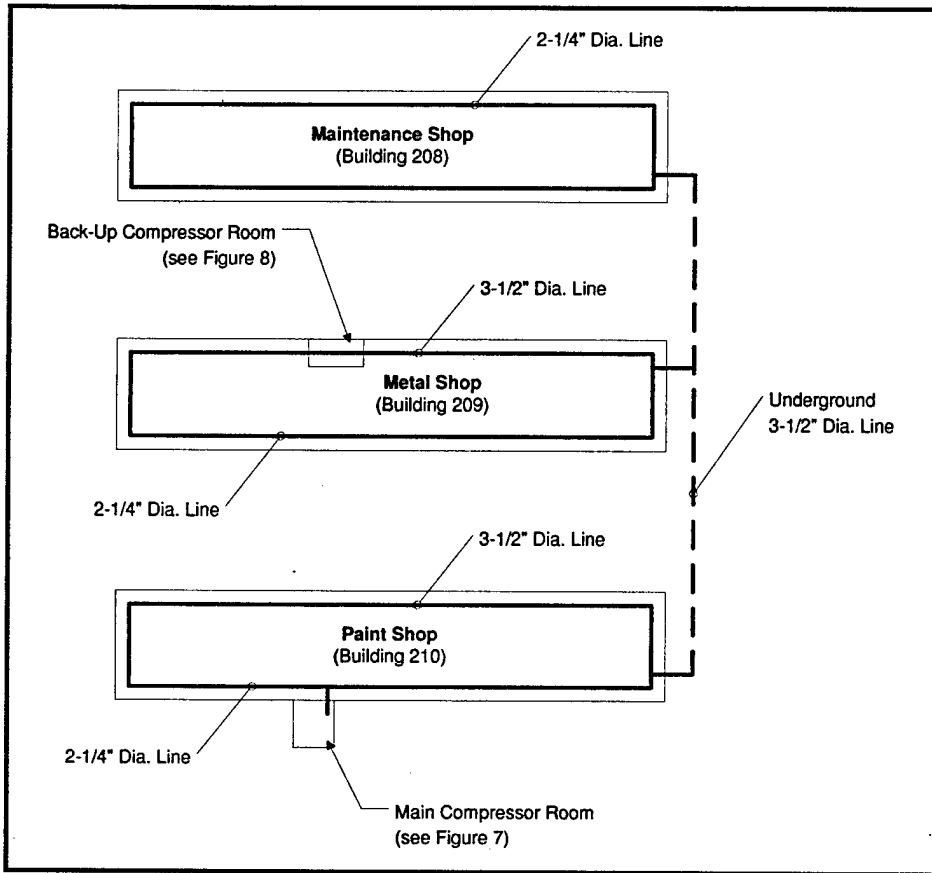 2-1/4" Dia. Line
Maintenance Shop
(Building 208)
Back-Up Compressor Room
(see Figure 8)
3-1/2" Dia. Line
Metal Shop
(Building 209)
Underground
3-1/2" Dia. Line
2-1/4" Dia. Line
3-1/2" Dia. Line
Paint Shop
(Building 210)
2-1/4" Dia. Line
Main Compressor Room
(see Figure 7)